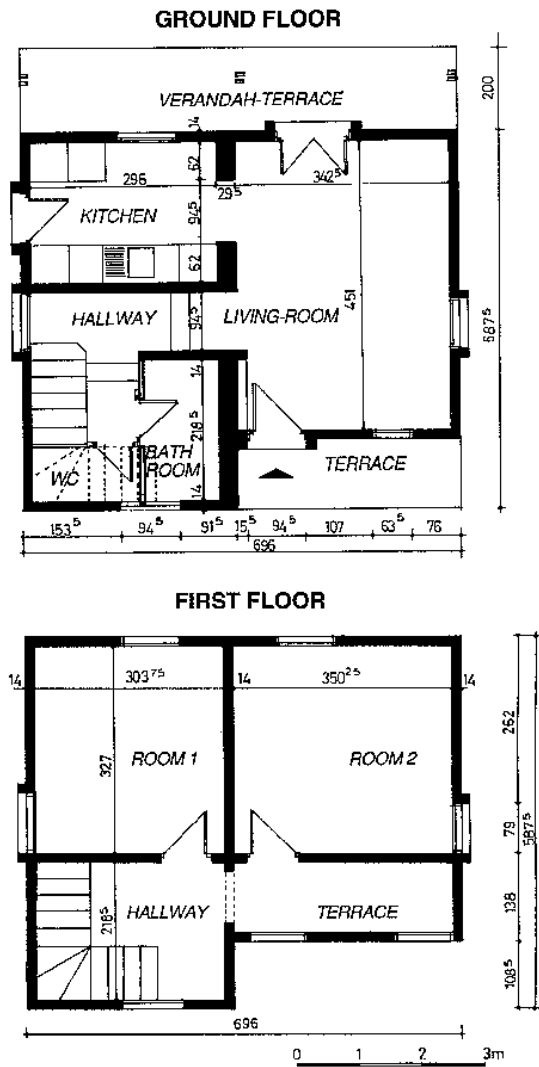 GROUND FLOOR
VERANDAH-TERRACE
200
14
62
296
29⁵
342⁵
KITCHEN
94⁵
62
451
HALLWAY
94⁵
LIVING-ROOM
587⁵
14
218⁵
BATH
ROOM
WC
14
TERRACE
153⁵ 94⁵ 91⁵ 15⁵ 94⁵ 107 63⁵ 76
696
FIRST FLOOR
14 303⁷⁵ 14 350²⁵ 14
262
327
ROOM 1
ROOM 2
79
587⁵
218⁵
HALLWAY
TERRACE
138
108⁵
696
0 1 2 3m